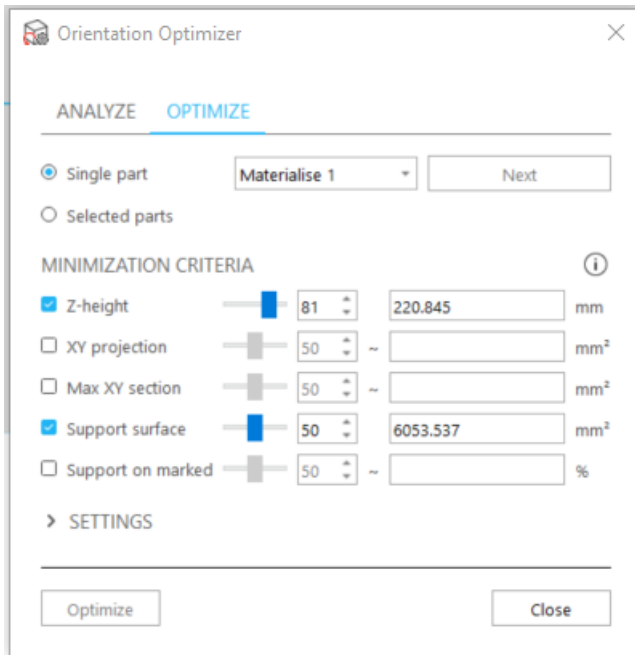 Orientation Optimizer
ANALYZE OPTIMIZE
Single part Materialise 1 Next
Selected parts
MINIMIZATION CRITERIA
Z-height 81 220.845 mm
XY projection 50 ~ mm²
Max XY section 50 ~ mm²
Support surface 50 6053.537 mm²
Support on marked 50 ~ %
> SETTINGS
Optimize Close